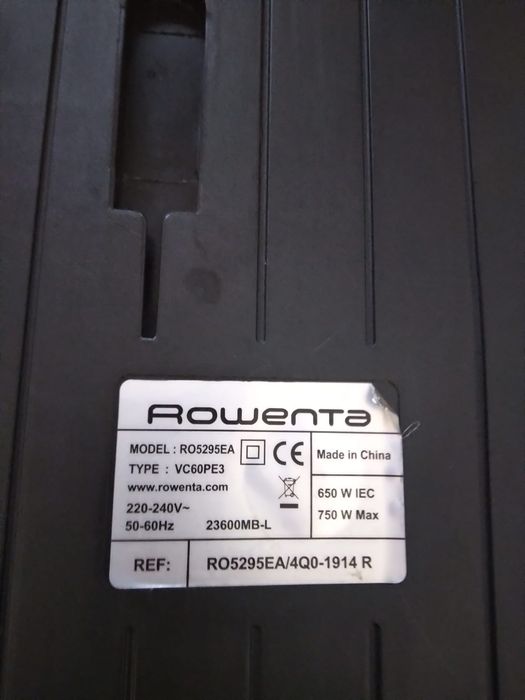 Rowenta
MODEL : RO5295EA
TYPE : VC60PE3
www.rowenta.com
220-240V~
50-60Hz 23600MB-L
CE
Made in China
650 W IEC
750 W Max
REF: RO5295EA/4Q0-1914 R